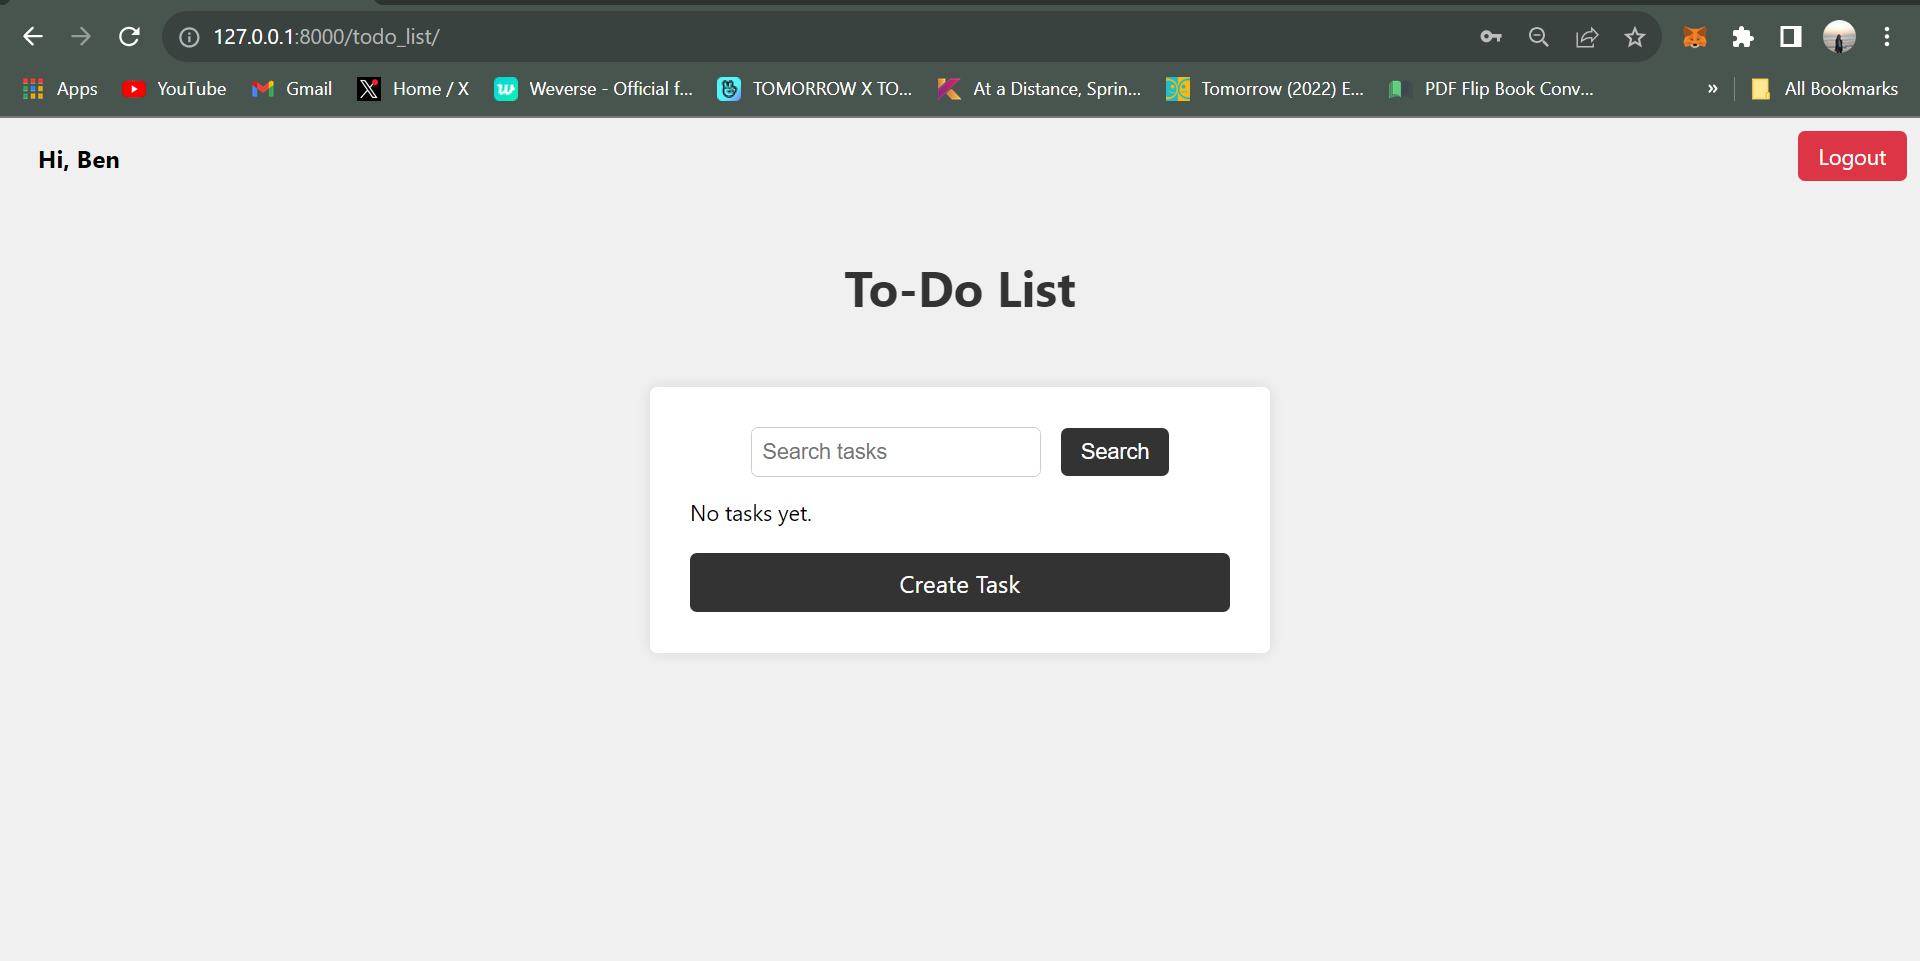 127.0.0.1:8000/todo_list/
Apps YouTube Gmail Home / X Weverse - Official f... TOMORROW X TO... At a Distance, Sprin... Tomorrow (2022) E... PDF Flip Book Conv... » All Bookmarks
Hi, Ben Logout
To-Do List
Search tasks Search
No tasks yet.
Create Task